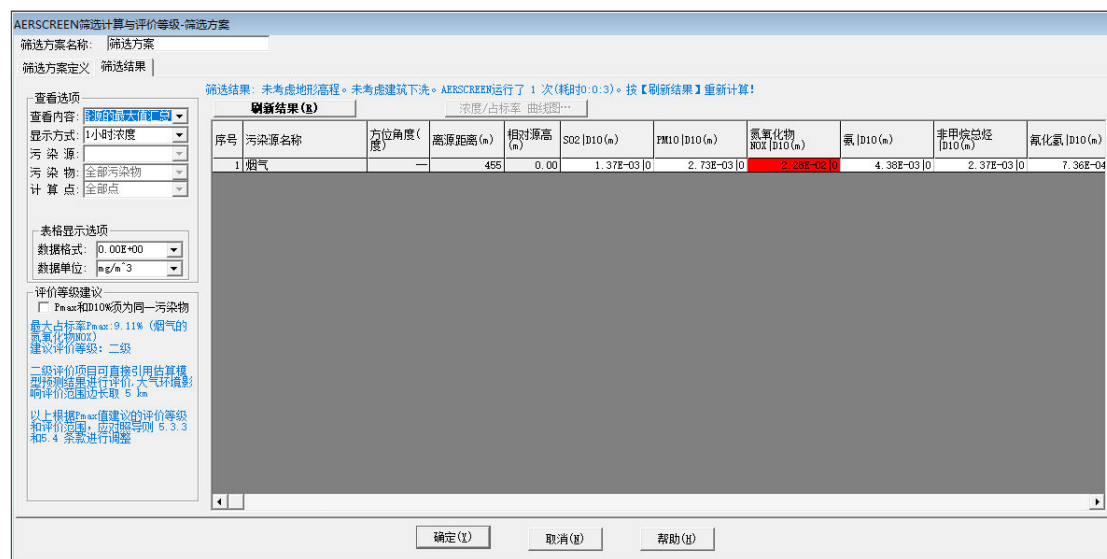 AERSCREEN筛选计算与评价等级-筛选方案
筛选方案名称: 筛选方案
筛选方案定义 筛选结果
查看选项
查看内容:
显示方式: 1小时浓度
污 染 源:
污 染 物: 全部污染物
计 算 点: 全部点
表格显示选项
数据格式: 0.00E+00
数据单位: mg/m^3
评价等级建议
Pmax和D10%须为同一污染物
最大占标率Pmax:9.11% (烟气的
氮氧化物NOX)
建议评价等级: 二级
二级评价项目可直接引用估算模
型预测结果进行评价,大气环境影
响评价范围边长取 5 km
以上根据Pmax值建议的评价等级
和评价范围, 应对照导则 5.3.3
和5.4 条款进行调整
筛选结果: 未考虑地形高程。未考虑建筑下洗。AERSCREEN运行了 1 次(耗时0:0:3)。按【刷新结果】重新计算!
刷新结果(R) 浓度/占标率 曲线图…
序号 污染源名称 方位角度(度) 离源距离(m) 相对源高(m) SO2|D10(m) PM10|D10(m) 氮氧化物NOX|D10(m) 氨|D10(m) 非甲烷总烃|D10(m) 氟化氢|D10(m)
1 烟气 — 455 0.00 1.37E-03|0 2.73E-03|0 2.28E-02|0 4.38E-03|0 2.37E-03|0 7.36E-04
确定(Y) 取消(N) 帮助(H)